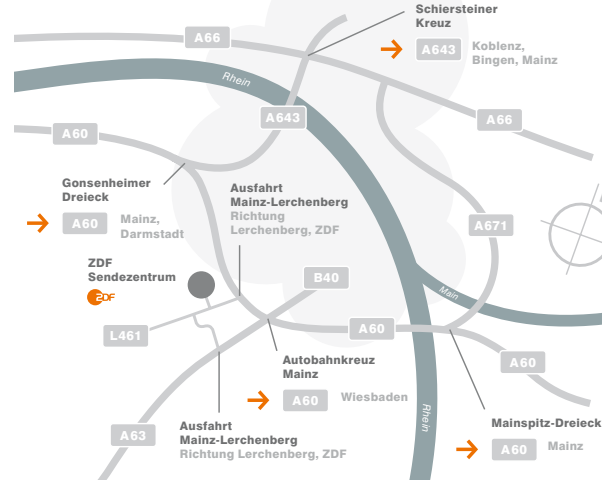 Schiersteiner
Kreuz
A643
Koblenz,
Bingen, Mainz
A66
Rhein
A643
A66
A60
Gonsenheimer
Dreieck
A60
Mainz,
Darmstadt
Ausfahrt
Mainz-Lerchenberg
Richtung
Lerchenberg, ZDF
A671
ZDF
Sendezentrum
ZDF
B40
Main
L461
A60
Autobahnkreuz
Mainz
A60
Wiesbaden
A60
A63
Ausfahrt
Mainz-Lerchenberg
Richtung Lerchenberg, ZDF
Rhein
Mainspitz-Dreieck
A60
Mainz